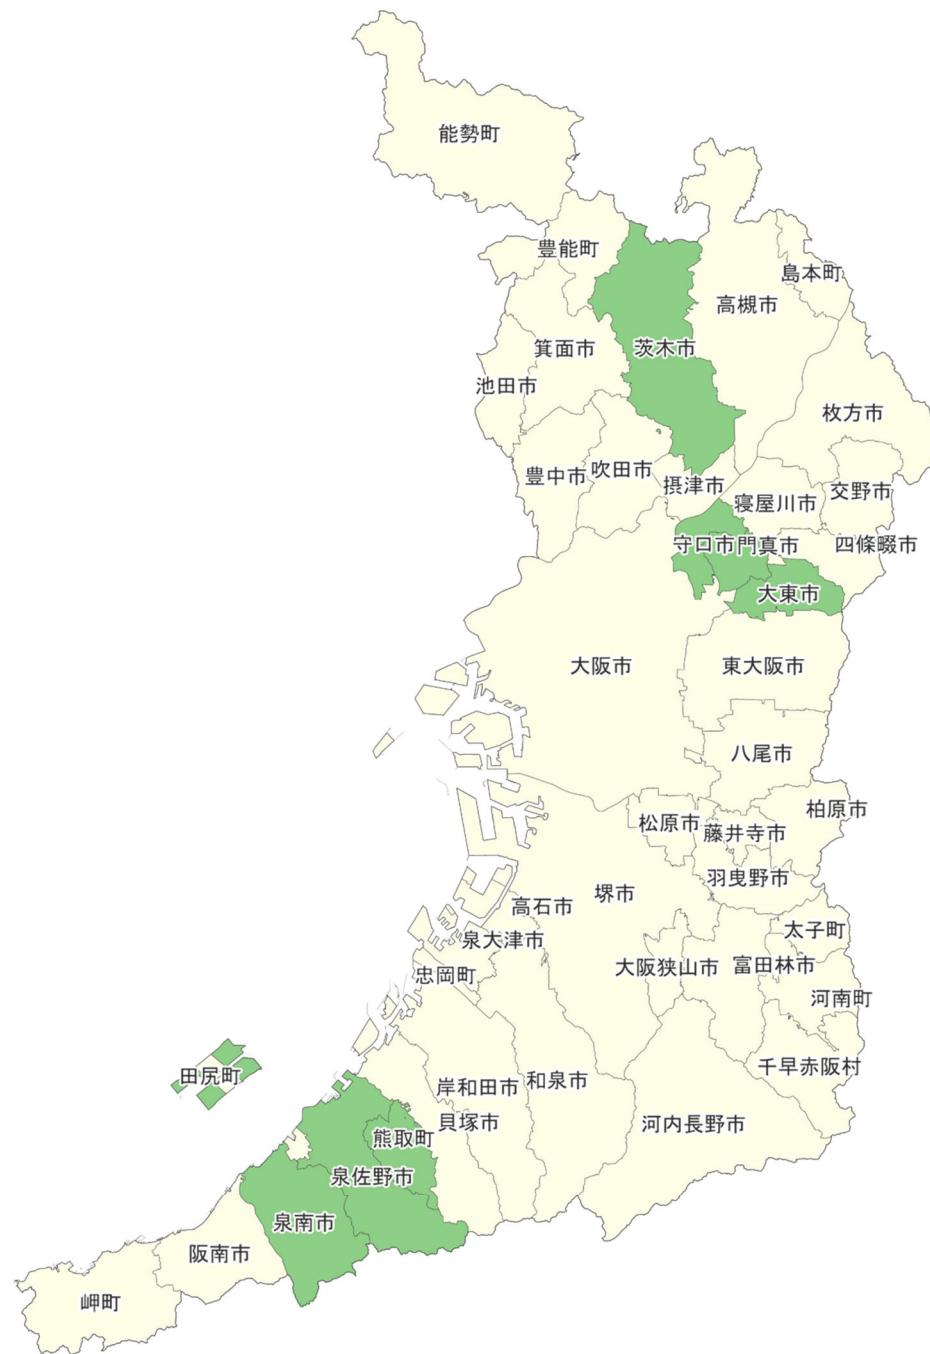 能勢町
豊能町
島本町
高槻市
茨木市
箕面市
池田市
枚方市
豊中市
吹田市
摂津市
交野市
寝屋川市
守口市
門真市
四條畷市
大東市
大阪市
東大阪市
八尾市
柏原市
松原市
藤井寺市
羽曳野市
堺市
高石市
太子町
泉大津市
大阪狭山市
富田林市
忠岡町
河南町
千早赤阪村
田尻町
岸和田市
和泉市
貝塚市
河内長野市
熊取町
泉佐野市
泉南市
阪南市
岬町